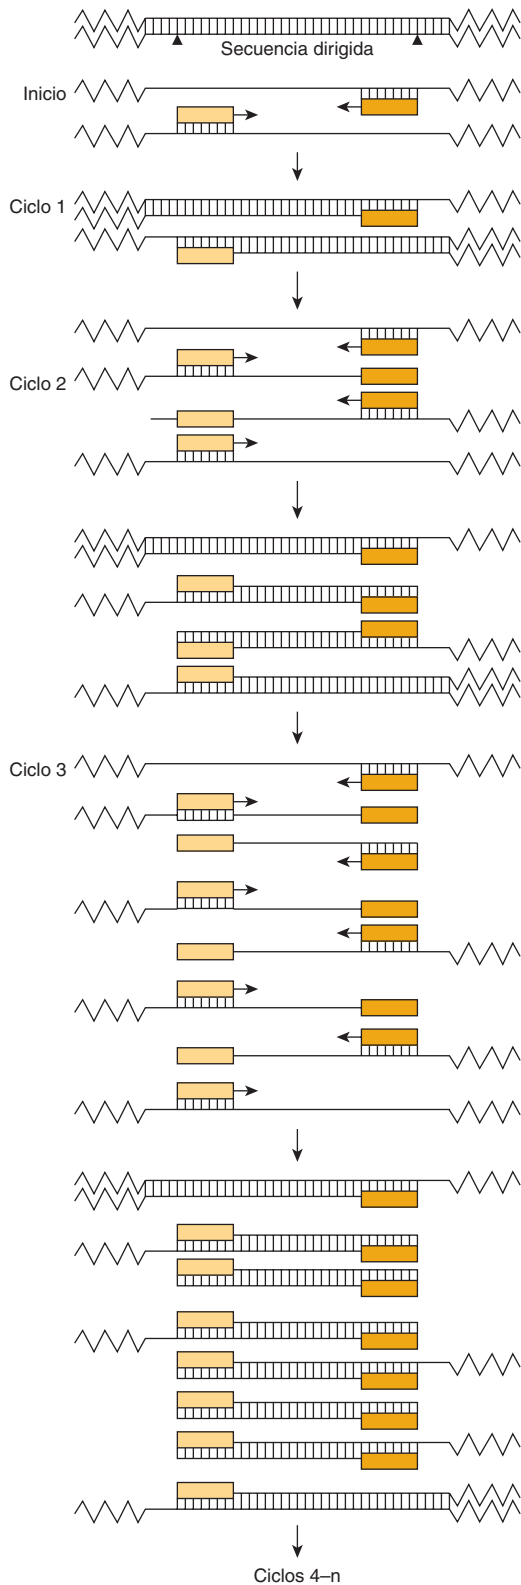 Secuencia dirigida
Inicio
Ciclo 1
Ciclo 2
Ciclo 3
Ciclos 4–n